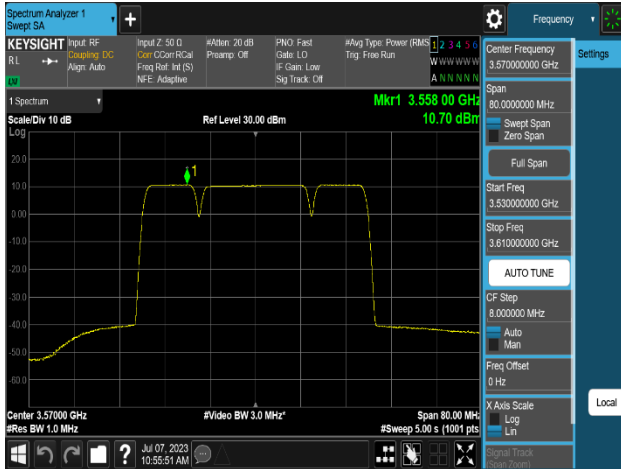 Spectrum Analyzer 1
Swept SA
+
Frequency
KEYSIGHT
RL
Input: RF
Coupling: DC
Align: Auto
Input Z: 50 Ω
Corr CCorr RCal
Freq Ref: Int (S)
NFE: Adaptive
#Atten: 20 dB
Preamp: Off
PNO: Fast
Gate: LO
IF Gain: Low
Sig Track: Off
#Avg Type: Power (RMS
Trig: Free Run
1 2 3 4 5 6
W W W W W W
A N N N N N
1 Spectrum
Scale/Div 10 dB
Log
Ref Level 30.00 dBm
Mkr1 3.558 00 GHz
10.70 dBm
1
20.0
10.0
0.00
-10.0
-20.0
-30.0
-40.0
-50.0
-60.0
Center 3.57000 GHz
#Res BW 1.0 MHz
#Video BW 3.0 MHz*
Span 80.00 MHz
#Sweep 5.00 s (1001 pts
?
Jul 07, 2023
10:55:51 AM
Center Frequency
3.570000000 GHz
Span
80.0000000 MHz
Swept Span
Zero Span
Full Span
Start Freq
3.530000000 GHz
Stop Freq
3.610000000 GHz
AUTO TUNE
CF Step
8.000000 MHz
Auto
Man
Freq Offset
0 Hz
X Axis Scale
Log
Lin
Signal Track
(Span Zoom)
Settings
Local